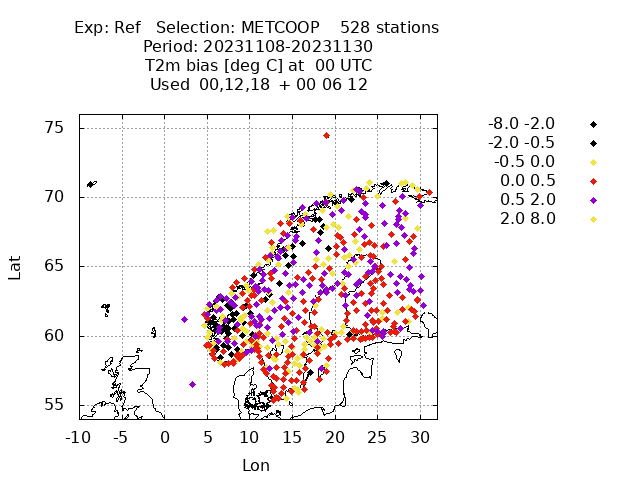 Exp: Ref   Selection: METCOOP    528 stations
Period: 20231108-20231130
T2m bias [deg C] at  00 UTC
Used  00,12,18  + 00 06 12
-8.0 -2.0
-2.0 -0.5
-0.5 0.0
0.0 0.5
0.5 2.0
2.0 8.0
75
70
65
60
55
Lat
-10 -5 0 5 10 15 20 25 30
Lon